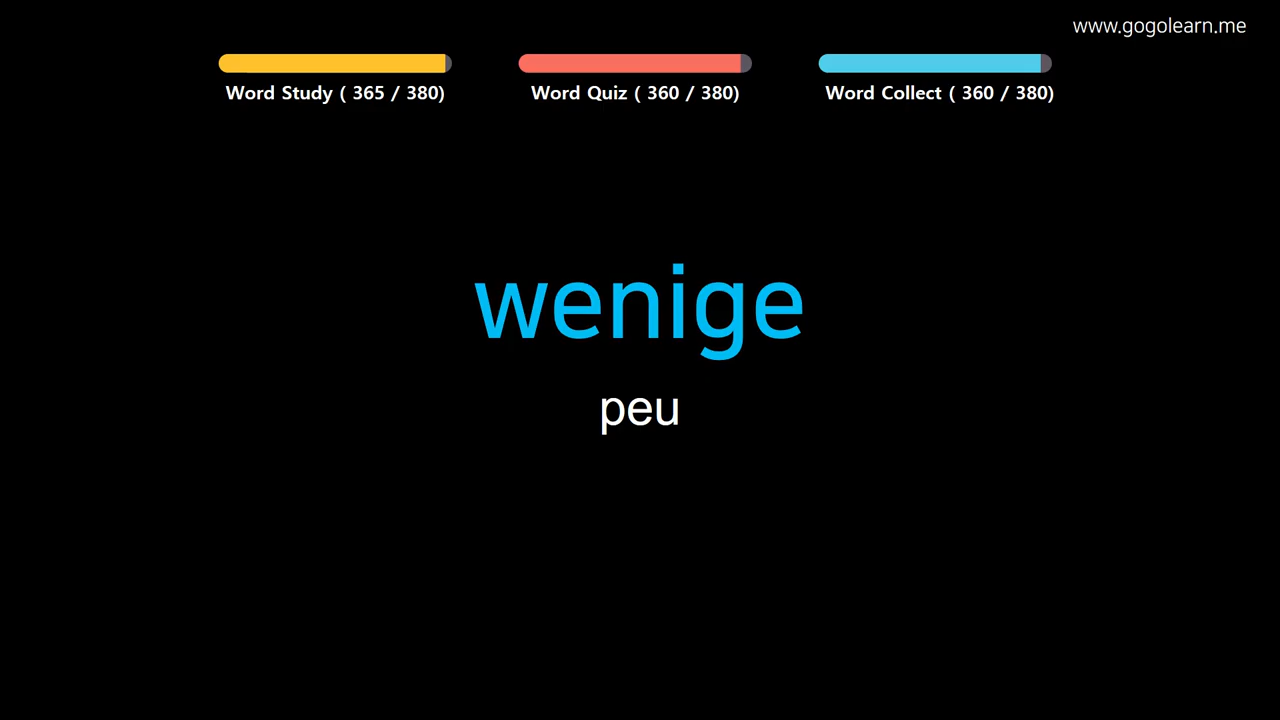 www.gogolearn.me
Word Study ( 365 / 380)
Word Quiz ( 360 / 380)
Word Collect ( 360 / 380)
wenige
peu